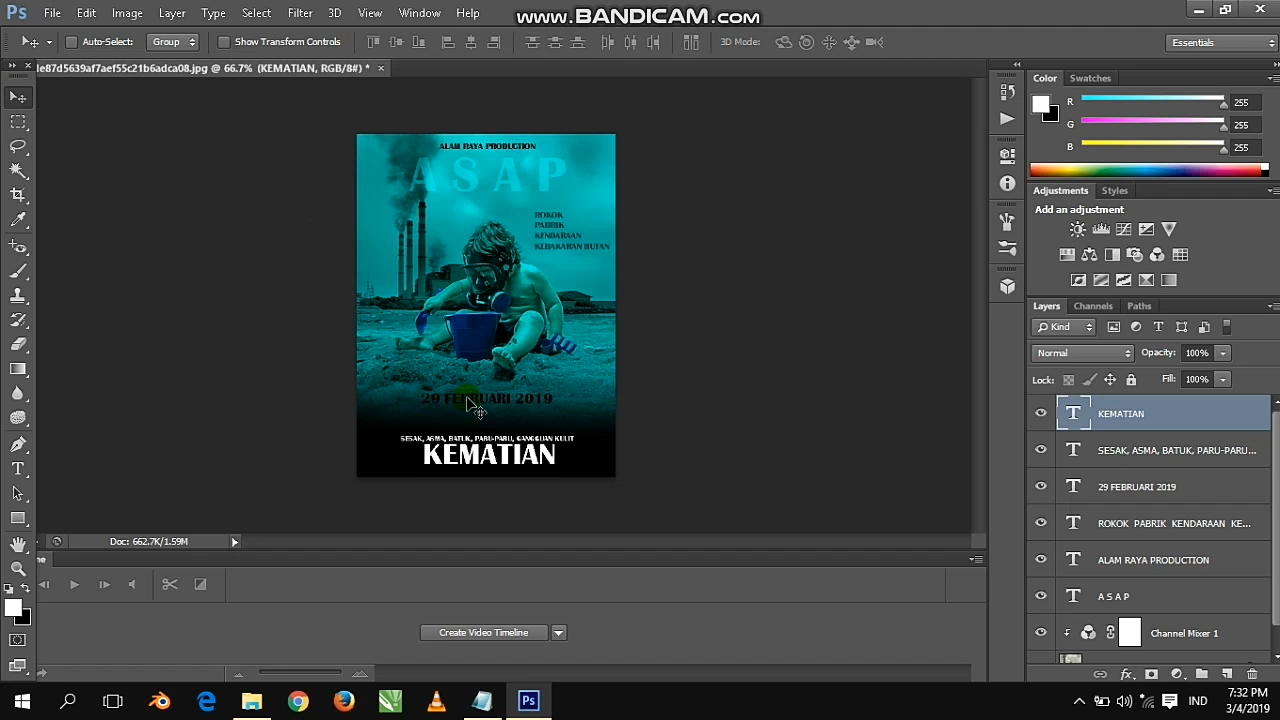 www.BANDICAM.com
Ps File Edit Image Layer Type Select Filter 3D View Window Help
Auto-Select: Group Show Transform Controls 3D Mode: Essentials
le87d5639af7aef55c21b6adca08.jpg @ 66.7% (KEMATIAN, RGB/8#) * ×
ALAM RAYA PRODUCTION
A S A P
ROKOK
PABRIK
KENDARAAN
KEBAKARAN HUTAN
29 FEBRUARI 2019
SESAK, ASMA, BATUK, PARU-PARU, GANGGUAN KULIT
KEMATIAN
Doc: 662.7K/1.59M
Create Video Timeline
Color Swatches
R 255
G 255
B 255
Adjustments Styles
Add an adjustment
Layers Channels Paths
Kind
Normal Opacity: 100%
Lock: Fill: 100%
T KEMATIAN
T SESAK, ASMA, BATUK, PARU-PARU...
T 29 FEBRUARI 2019
T ROKOK PABRIK KENDARAAN KE...
T ALAM RAYA PRODUCTION
T A S A P
Channel Mixer 1
fx
Ps
IND
7:32 PM
3/4/2019